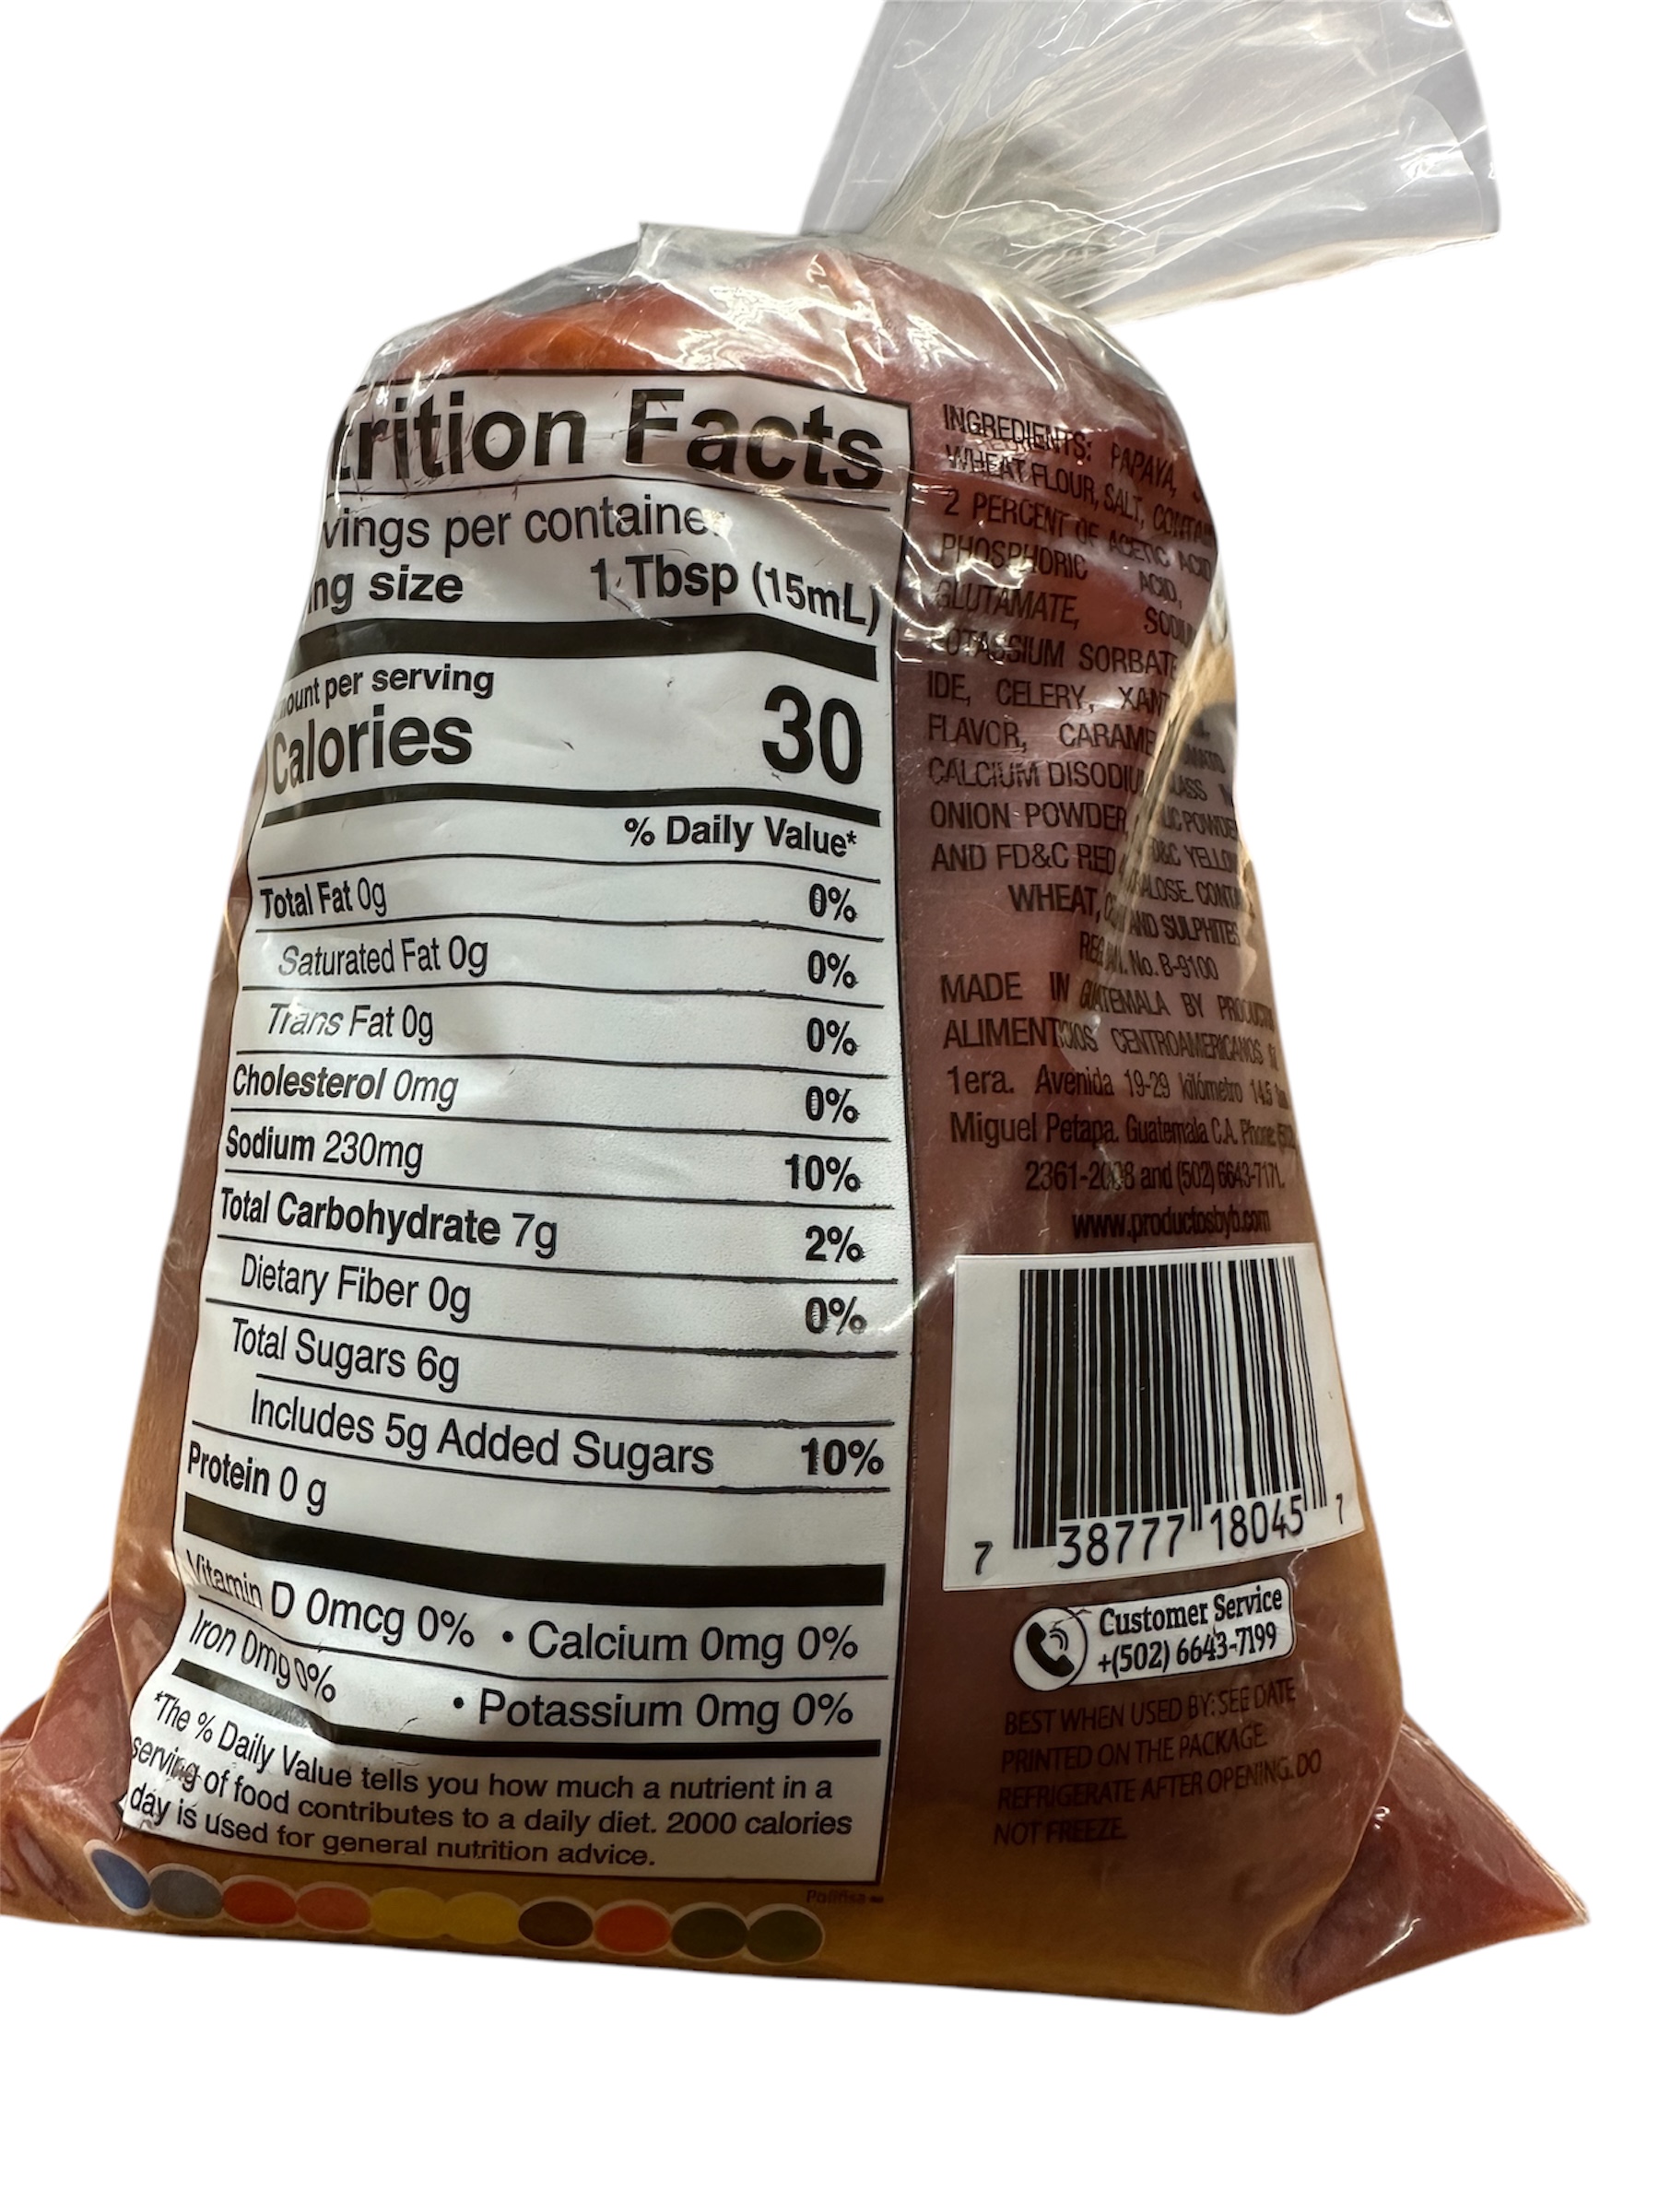 trition Facts
vings per container
ng size 1 Tbsp (15mL)
ount per serving
Calories 30
% Daily Value*
Total Fat 0g 0%
Saturated Fat 0g 0%
Trans Fat 0g 0%
Cholesterol 0mg 0%
Sodium 230mg 10%
Total Carbohydrate 7g 2%
Dietary Fiber 0g 0%
Total Sugars 6g
Includes 5g Added Sugars 10%
Protein 0 g
Vitamin D 0mcg 0% • Calcium 0mg 0%
Iron 0mg 0% • Potassium 0mg 0%
*The % Daily Value tells you how much a nutrient in a
serving of food contributes to a daily diet. 2000 calories
day is used for general nutrition advice.
INGREDIENTS: PAPAYA,
WHEAT FLOUR, SALT,
2 PERCENT OF ACETIC ACID
PHOSPHORIC ACID,
GLUTAMATE,
POTASSIUM SORBATE
IDE, CELERY, XANT
FLAVOR, CARAME
CALCIUM DISODIU
ONION POWDER,
AND FD&C RED
WHEAT, AND SULPHITES
No. B-9100
MADE IN GUATEMALA BY
ALIMENTICIOS CENTROAMERICANOS
1era. Avenida 19-29 kilómetro 14.5
Miguel Petapa. Guatemala C.A. Phone
and (502) 6643-7171.
www.productosbyb.com
7 38777 18045 7
Customer Service
+(502) 6643-7199
BEST WHEN USED BY: SEE DATE
PRINTED ON THE PACKAGE.
REFRIGERATE AFTER OPENING. DO
NOT FREEZE.